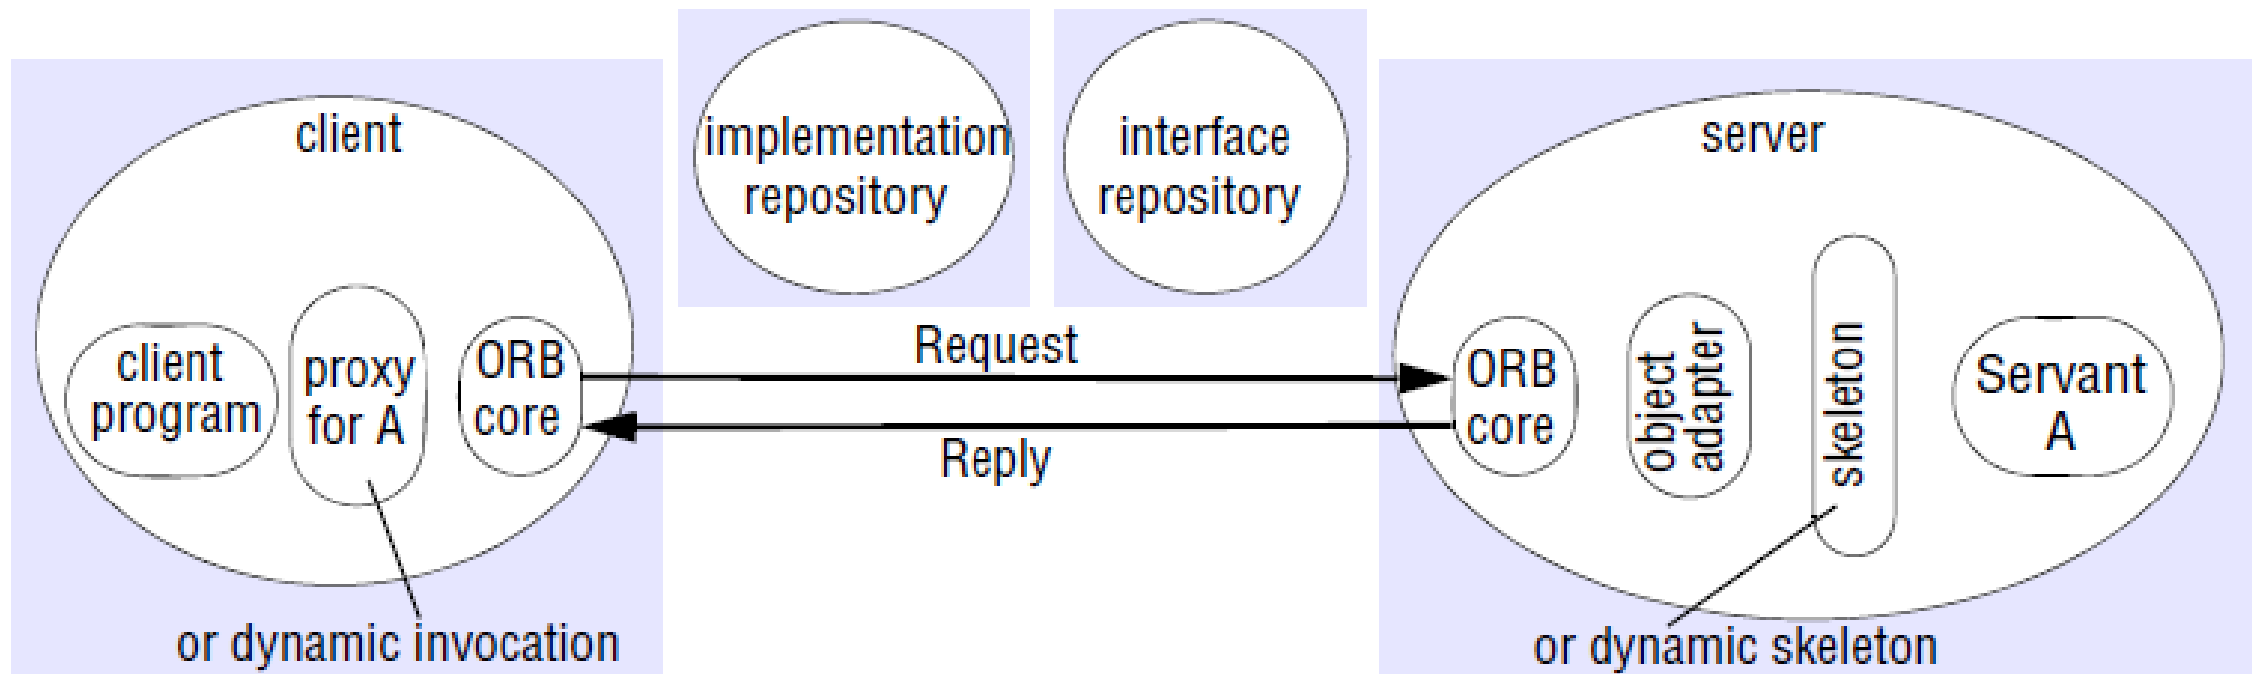 client
implementation
repository
interface
repository
server
client
program
proxy
for A
ORB
core
Request
Reply
ORB
core
object
adapter
skeleton
Servant
A
or dynamic invocation
or dynamic skeleton